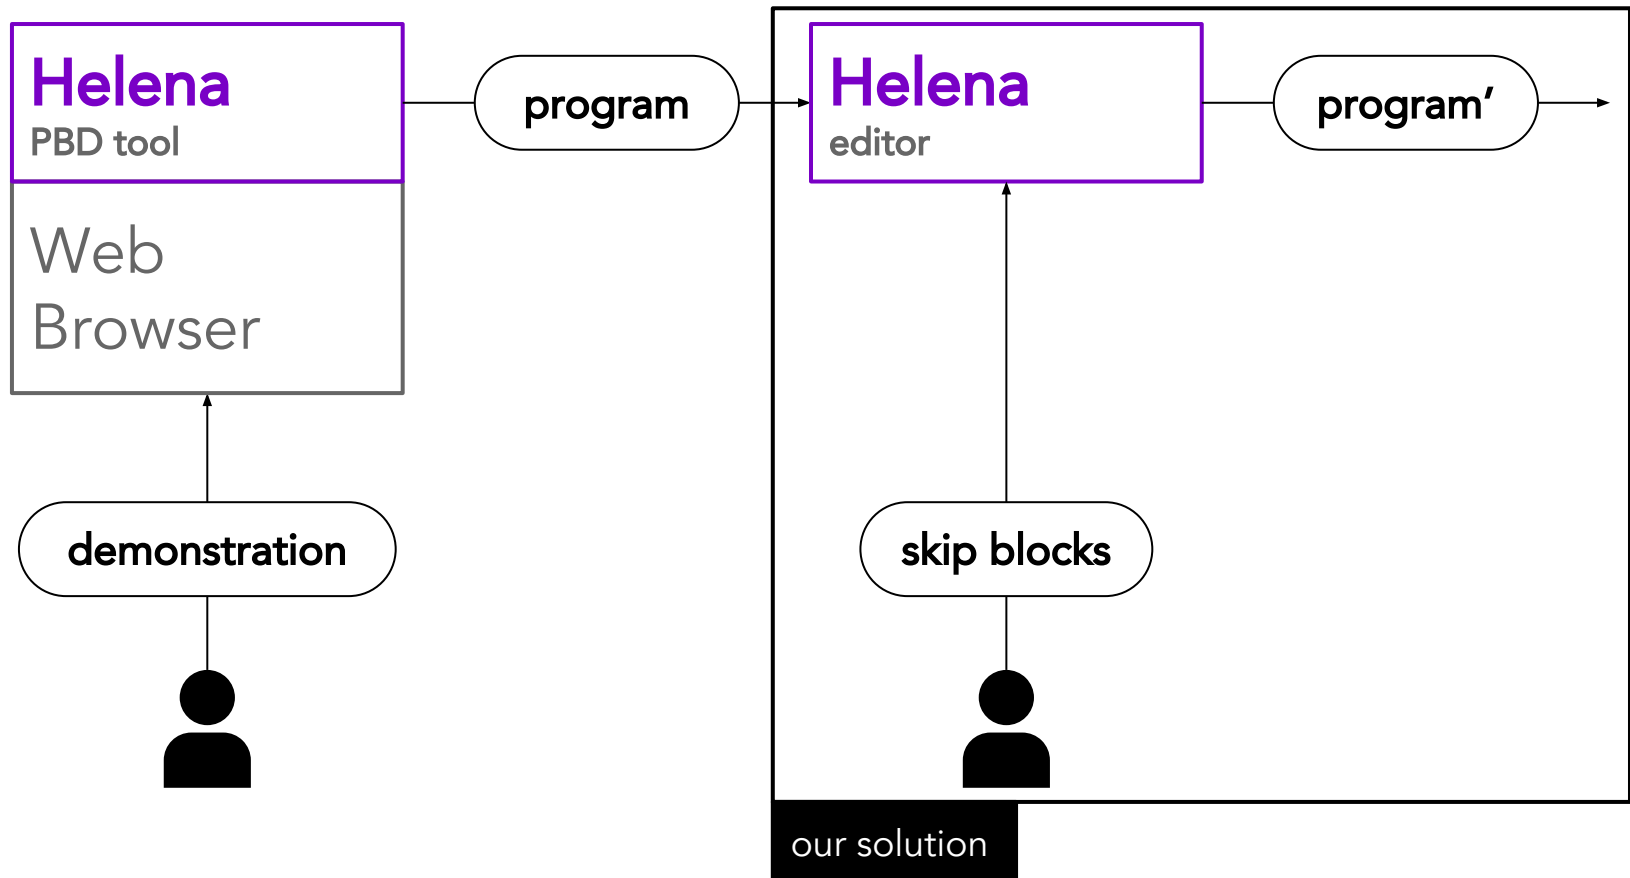 Helena
PBD tool
Web
Browser
demonstration
program
Helena
editor
program′
skip blocks
our solution